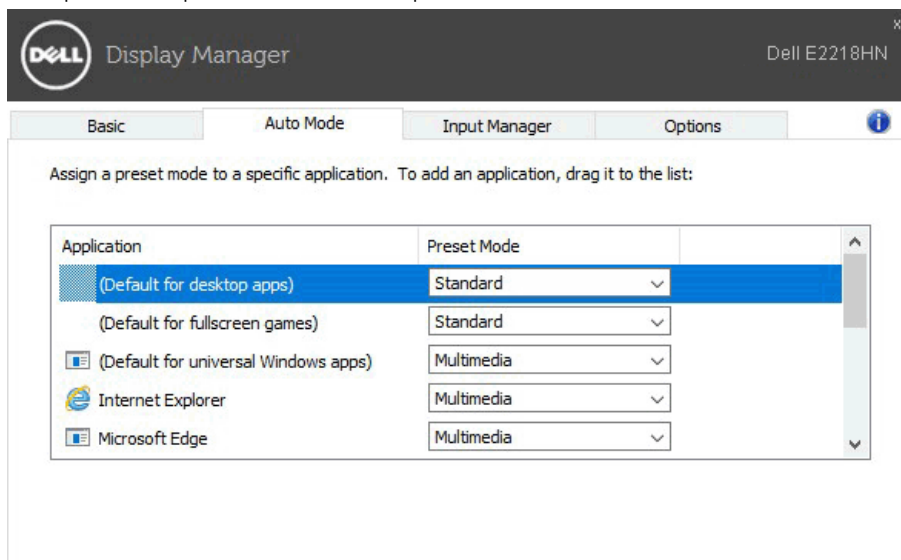 DELL Display Manager
x
Dell E2218HN
Basic Auto Mode Input Manager Options
Assign a preset mode to a specific application. To add an application, drag it to the list:
Application Preset Mode
(Default for desktop apps) Standard
(Default for fullscreen games) Standard
(Default for universal Windows apps) Multimedia
Internet Explorer Multimedia
Microsoft Edge Multimedia